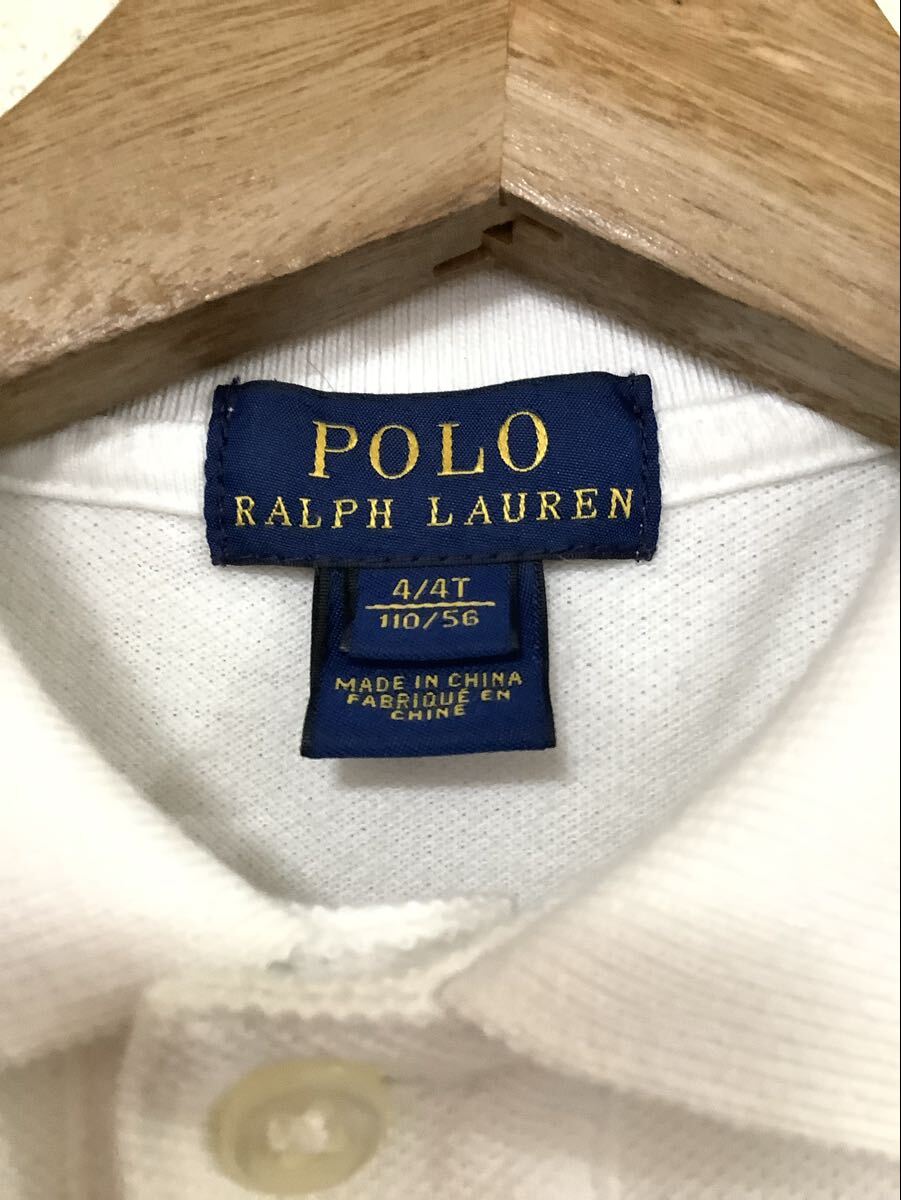 POLO
RALPH LAUREN
4/4T
110/56
MADE IN CHINA
FABRIQUÉ EN
CHINE